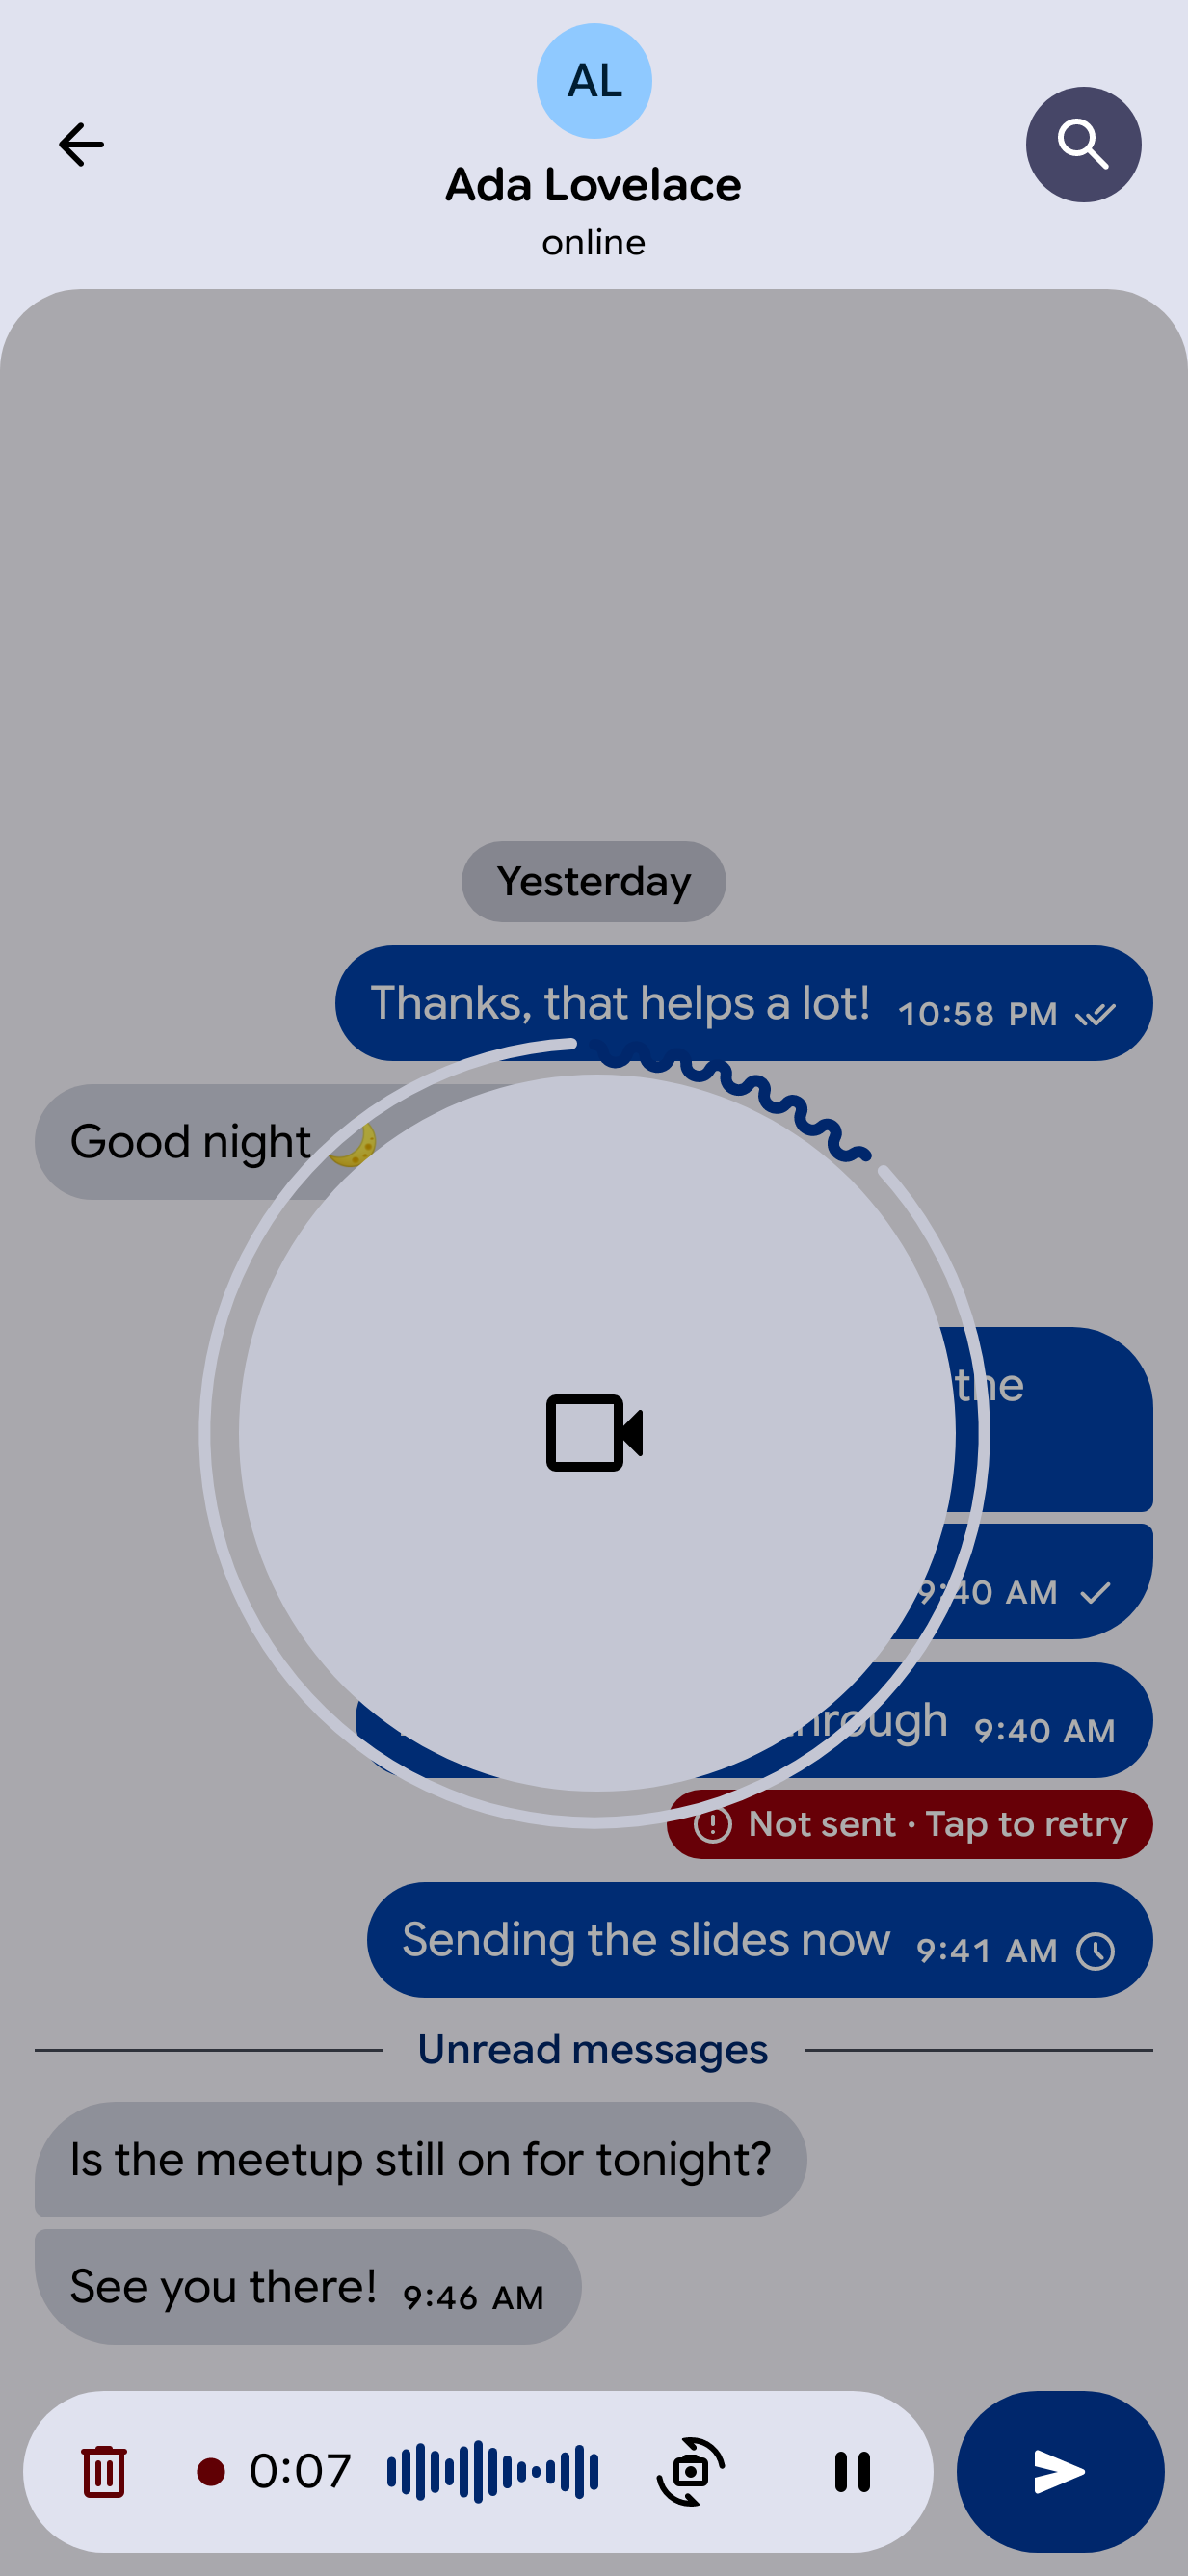 AL
Ada Lovelace
online
Yesterday
Thanks, that helps a lot! 10:58 PM
Good night 🌙
the
9:40 AM
9:40 AM
Not sent · Tap to retry
Sending the slides now 9:41 AM
Unread messages
Is the meetup still on for tonight?
See you there! 9:46 AM
0:07